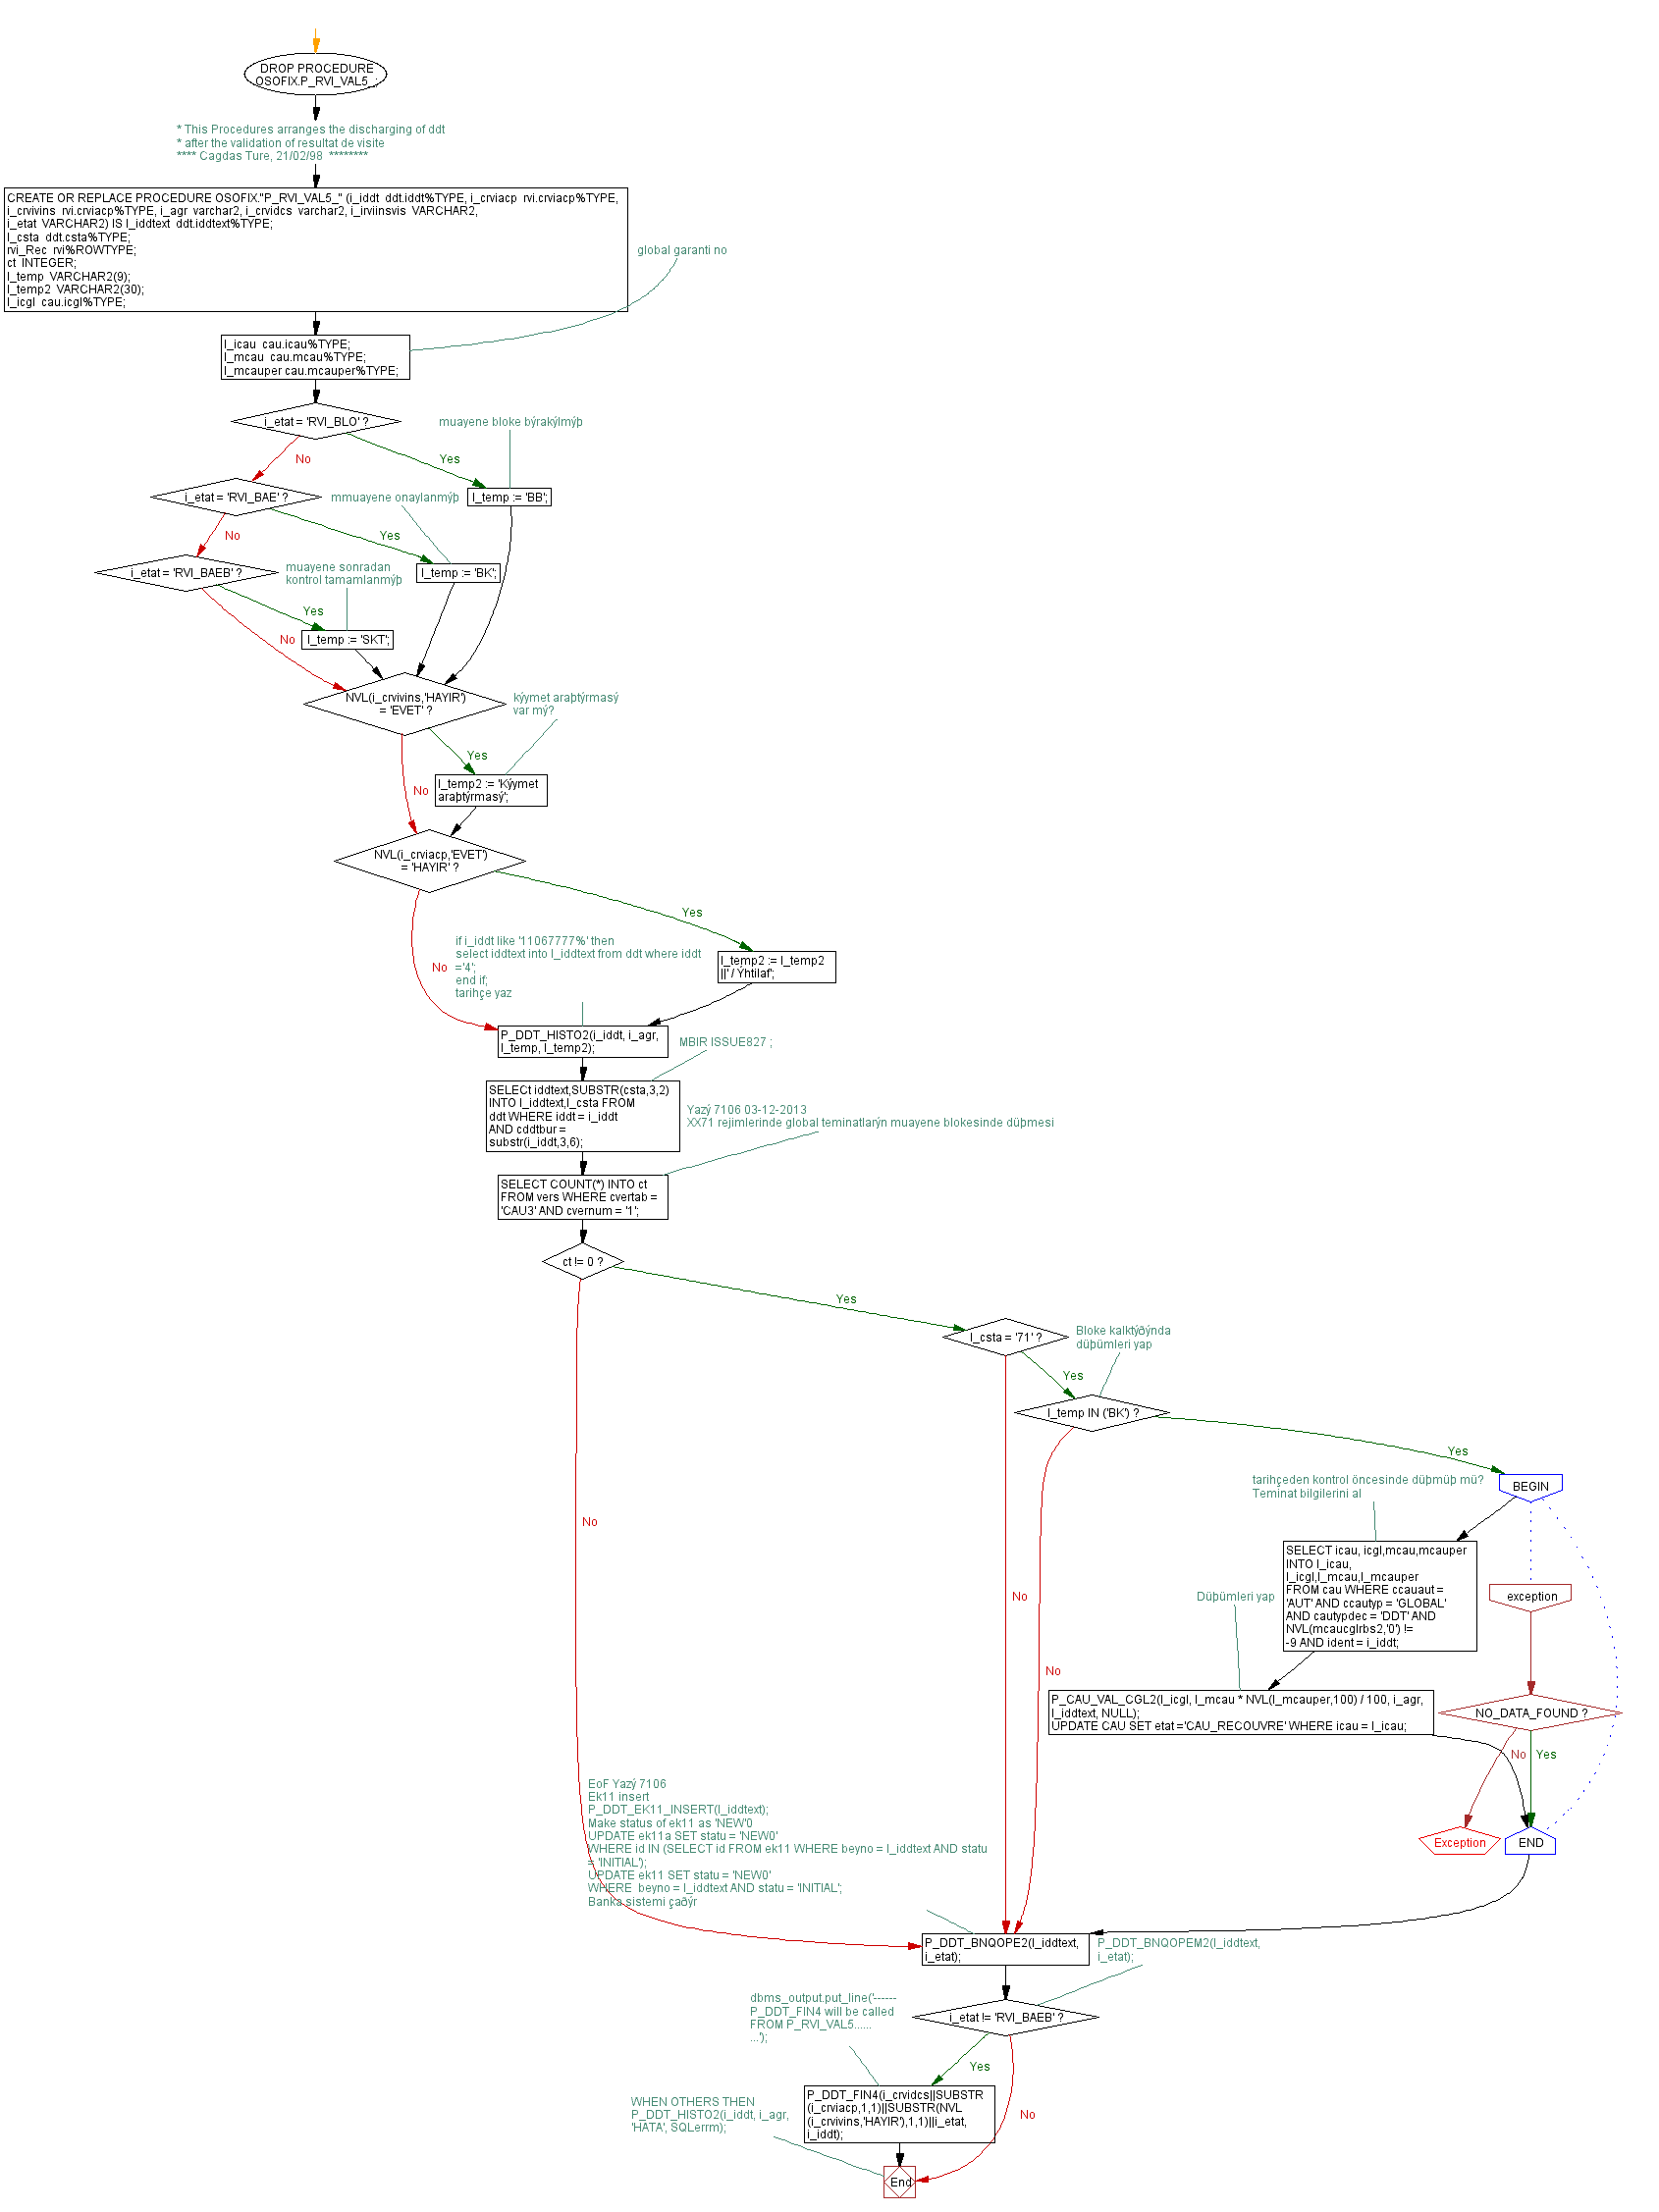 DROP PROCEDURE
OSOFIX.P_RVI_VAL5_;
* This Procedures arranges the discharging of ddt
* after the validation of resultat de visite
**** Cagdas Ture, 21/02/98  ********
CREATE OR REPLACE PROCEDURE OSOFIX."P_RVI_VAL5_" (i_iddt  ddt.iddt%TYPE, i_crviacp  rvi.crviacp%TYPE,
i_crvivins  rvi.crviacp%TYPE, i_agr  varchar2, i_crvidcs  varchar2, i_irviinsvis  VARCHAR2,
i_etat  VARCHAR2) IS l_iddtext  ddt.iddtext%TYPE;
l_csta  ddt.csta%TYPE;
rvi_Rec  rvi%ROWTYPE;
ct  INTEGER;
l_temp  VARCHAR2(9);
l_temp2  VARCHAR2(30);
l_icgl  cau.icgl%TYPE;
global garanti no
l_icau  cau.icau%TYPE;
l_mcau  cau.mcau%TYPE;
l_mcauper cau.mcauper%TYPE;
i_etat = 'RVI_BLO' ?
muayene bloke býrakýlmýþ
No
Yes
i_etat = 'RVI_BAE' ?
mmuayene onaylanmýþ
l_temp := 'BB';
No
Yes
i_etat = 'RVI_BAEB' ?
muayene sonradan
kontrol tamamlanmýþ
l_temp := 'BK';
Yes
No
l_temp := 'SKT';
NVL(i_crvivins,'HAYIR')
= 'EVET' ?
kýymet araþtýrmasý
var mý?
Yes
No
l_temp2 := 'Kýymet
araþtýrmasý';
NVL(i_crviacp,'EVET')
= 'HAYIR' ?
Yes
No
if i_iddt like '11067777%' then
select iddtext into l_iddtext from ddt where iddt
='4';
end if;
tarihçe yaz
l_temp2 := l_temp2
||' / Ýhtilaf';
P_DDT_HISTO2(i_iddt, i_agr,
l_temp, l_temp2);
MBIR ISSUE827 ;
SELECt iddtext,SUBSTR(csta,3,2)
INTO l_iddtext,l_csta FROM
ddt WHERE iddt = i_iddt
AND cddtbur =
substr(i_iddt,3,6);
Yazý 7106 03-12-2013
XX71 rejimlerinde global teminatlarýn muayene blokesinde düþmesi
SELECT COUNT(*) INTO ct
FROM vers WHERE cvertab =
'CAU3' AND cvernum = '1';
ct != 0 ?
Yes
l_csta = '71' ?
Bloke kalktýðýnda
düþümleri yap
Yes
l_temp IN ('BK') ?
Yes
No
tarihçeden kontrol öncesinde düþmüþ mü?
Teminat bilgilerini al
BEGIN
SELECT icau, icgl,mcau,mcauper
INTO l_icau,
l_icgl,l_mcau,l_mcauper
FROM cau WHERE ccauaut =
'AUT' AND ccautyp = 'GLOBAL'
AND cautypdec = 'DDT' AND
NVL(mcaucglrbs2,'0') !=
-9 AND ident = i_iddt;
exception
Düþümleri yap
No
No
P_CAU_VAL_CGL2(l_icgl, l_mcau * NVL(l_mcauper,100) / 100, i_agr,
l_iddtext, NULL);
UPDATE CAU SET etat ='CAU_RECOUVRE' WHERE icau = l_icau;
NO_DATA_FOUND ?
No
Yes
EoF Yazý 7106
Ek11 insert
P_DDT_EK11_INSERT(l_iddtext);
Make status of ek11 as 'NEW'0
UPDATE ek11a SET statu = 'NEW0'
WHERE id IN (SELECT id FROM ek11 WHERE beyno = l_iddtext AND statu
= 'INITIAL');
UPDATE ek11 SET statu = 'NEW0'
WHERE  beyno = l_iddtext AND statu = 'INITIAL';
Banka sistemi çaðýr
Exception
END
P_DDT_BNQOPE2(l_iddtext,
i_etat);
P_DDT_BNQOPEM2(l_iddtext,
i_etat);
dbms_output.put_line('------
P_DDT_FIN4 will be called
FROM P_RVI_VAL5......
...');
i_etat != 'RVI_BAEB' ?
Yes
No
P_DDT_FIN4(i_crvidcs||SUBSTR
(i_crviacp,1,1)||SUBSTR(NVL
(i_crvivins,'HAYIR'),1,1)||i_etat,
i_iddt);
WHEN OTHERS THEN
P_DDT_HISTO2(i_iddt, i_agr,
'HATA', SQLerrm);
End